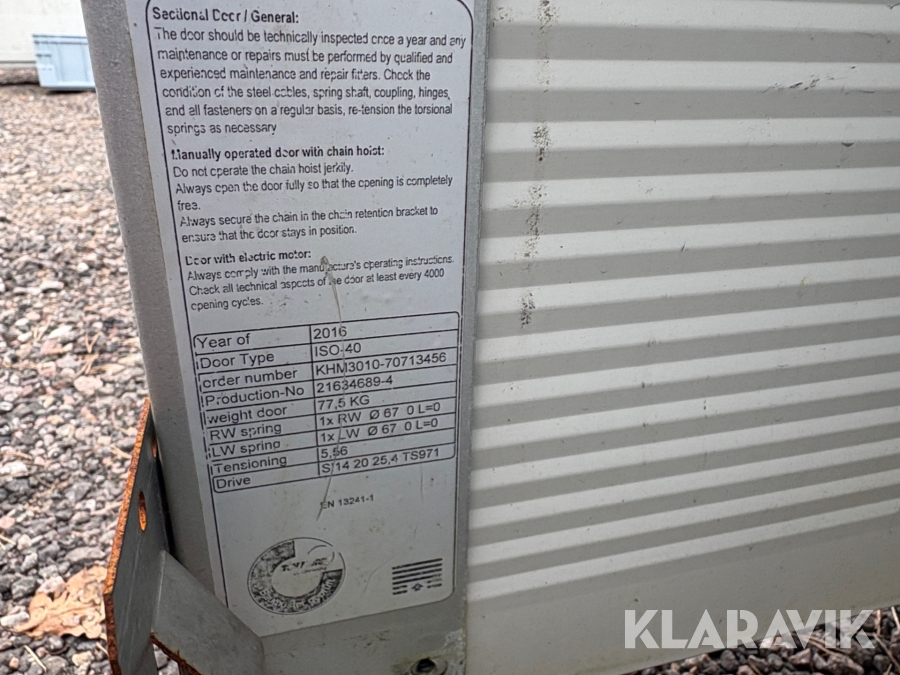 Sectional Door / General:
The door should be technically inspected once a year and any
maintenance or repairs must be performed by qualified and
experienced maintenance and repair fitters. Check the
condition of the steel cables, spring shaft, coupling, hinges,
and all fasteners on a regular basis, re-tension the torsional
springs as necessary
Manually operated door with chain hoist:
Do not operate the chain hoist jerkily.
Always open the door fully so that the opening is completely
free.
Always secure the chain in the chain retention bracket to
ensure that the door stays in position.
Door with electric motor:
Always comply with the manufacura's operating instructions.
Check all technical aspects of the door at least every 4000
opening cycles.
Year of 2016
Door Type ISO-40
order number KHM3010-70713456
Production-No 21634689-4
weight door 77,5 KG
RW spring 1x RW Ø 67 0 L=0
LW spring 1x LW Ø 67 0 L=0
Tensioning 5,56
Drive S/14 20 25,4 TS971
EN 13241-1
KLARAVIK